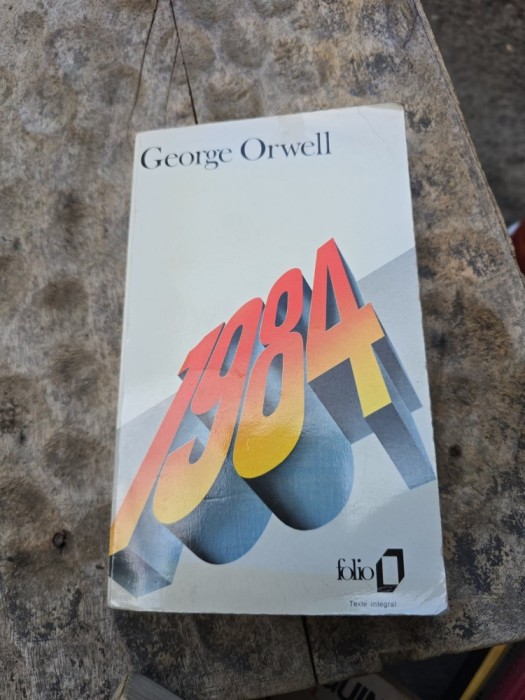 George Orwell
1984
folio
Texte intégral